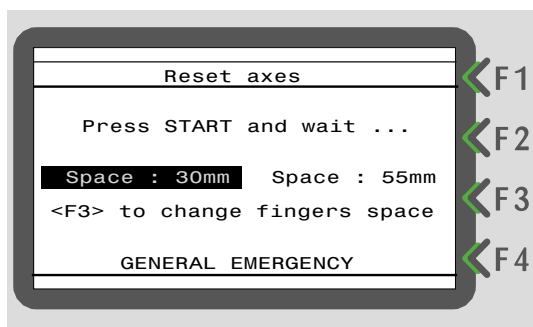 Reset axes
F1
Press START and wait ...
F2
Space : 30mm Space : 55mm
<F3> to change fingers space
F3
GENERAL EMERGENCY
F4